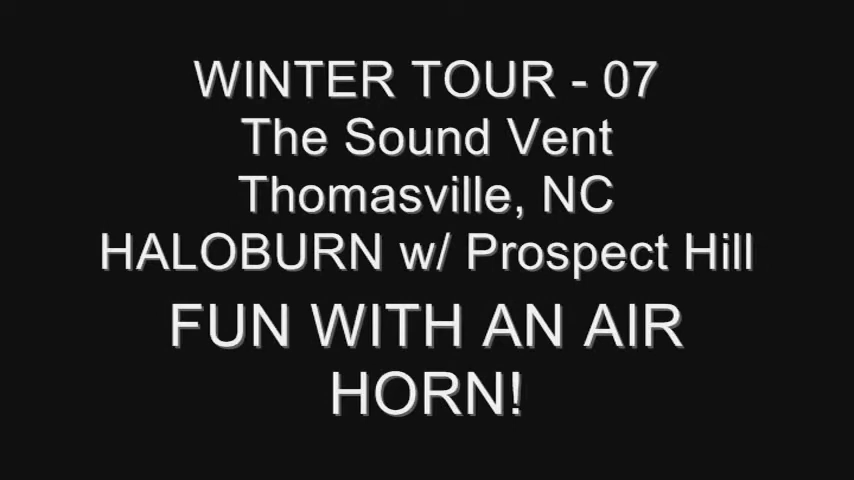 WINTER TOUR - 07
The Sound Vent
Thomasville, NC
HALOBURN w/ Prospect Hill
FUN WITH AN AIR
HORN!